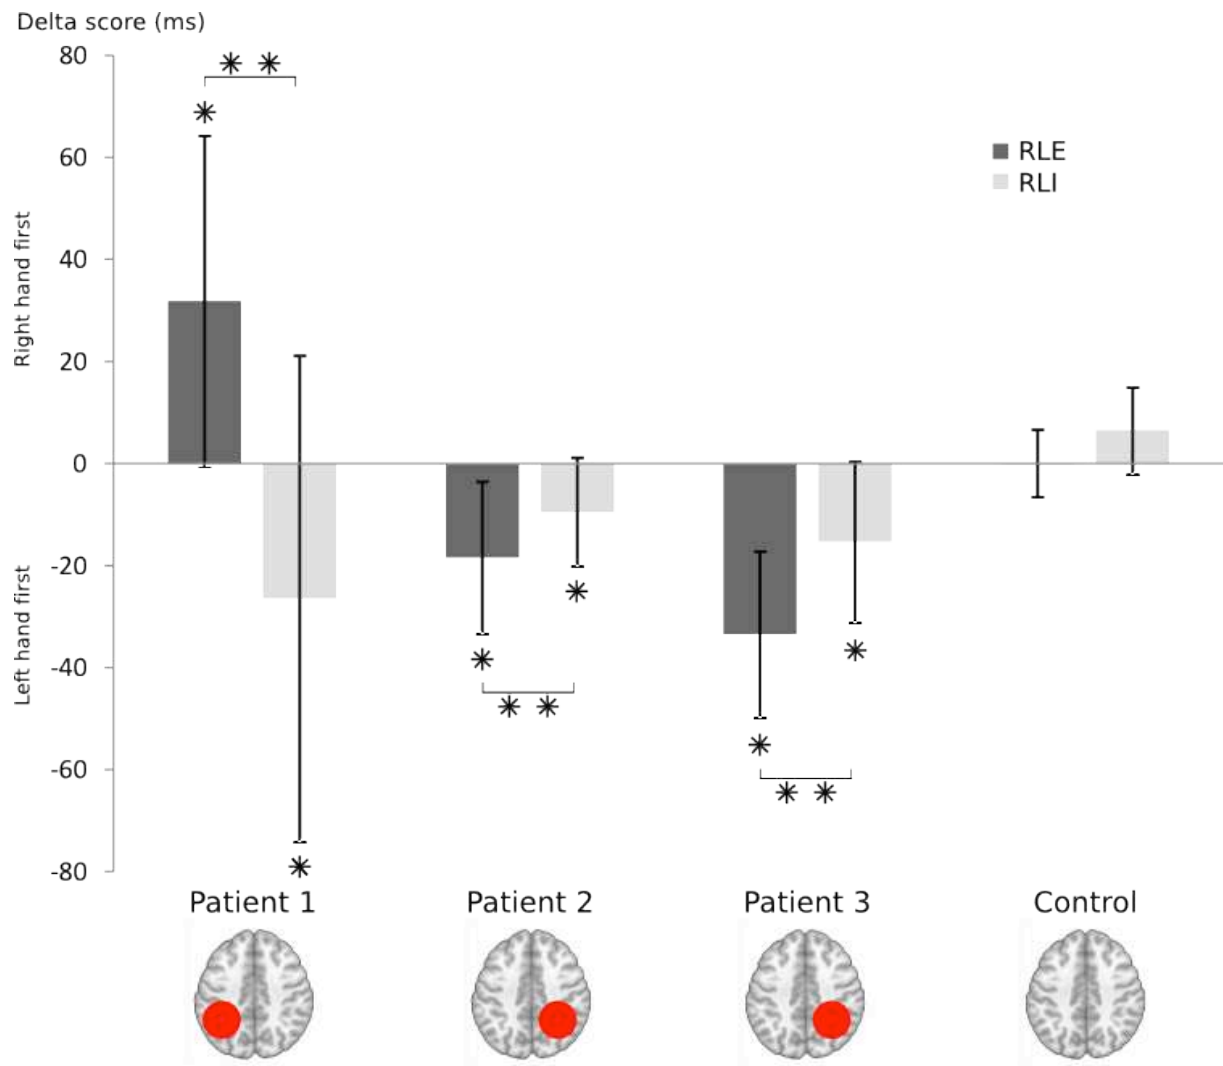 Delta score (ms)
80
60
40
20
0
-20
-40
-60
-80
Right hand first
Left hand first
* *
*
*
*
*
* *
*
*
* *
RLE
RLI
Patient 1
Patient 2
Patient 3
Control